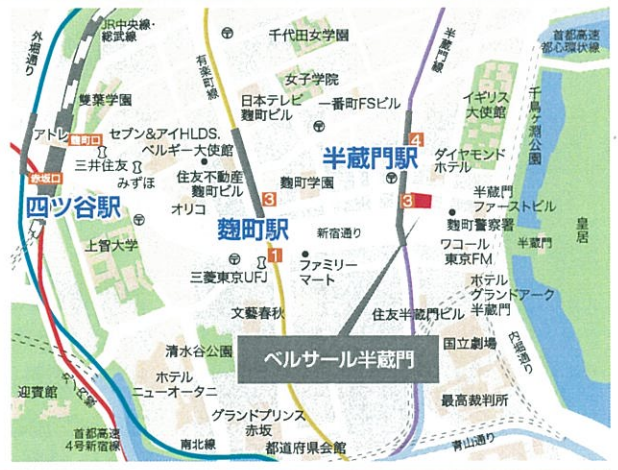 JR中央線・
総武線
外堀通り
有楽町線
千代田女学園
半蔵門線
首都高速
都心環状線
雙葉学園
女子学院
日本テレビ
麹町ビル
一番町FSビル
イギリス
大使館
千鳥ヶ淵公園
アトレ
麹町口
セブン&アイHLDS.
ベルギー大使館
三井住友
みずほ
赤坂口
四ツ谷駅
住友不動産
麹町ビル
オリコ
3
麹町学園
半蔵門駅
4
3
ダイヤモンド
ホテル
半蔵門
ファーストビル
麹町警察署
ワコール
東京FM
半蔵門
皇居
上智大学
麹町駅
1
新宿通り
三菱東京UFJ
ファミリー
マート
ホテル
グランドアーク
半蔵門
文藝春秋
住友半蔵門ビル
清水谷公園
ベルサール半蔵門
国立劇場
内堀通り
迎賓館
丸ノ内線
ホテル
ニューオータニ
最高裁判所
グランドプリンス
赤坂
首都高速
4号新宿線
南北線
都道府県会館
青山通り